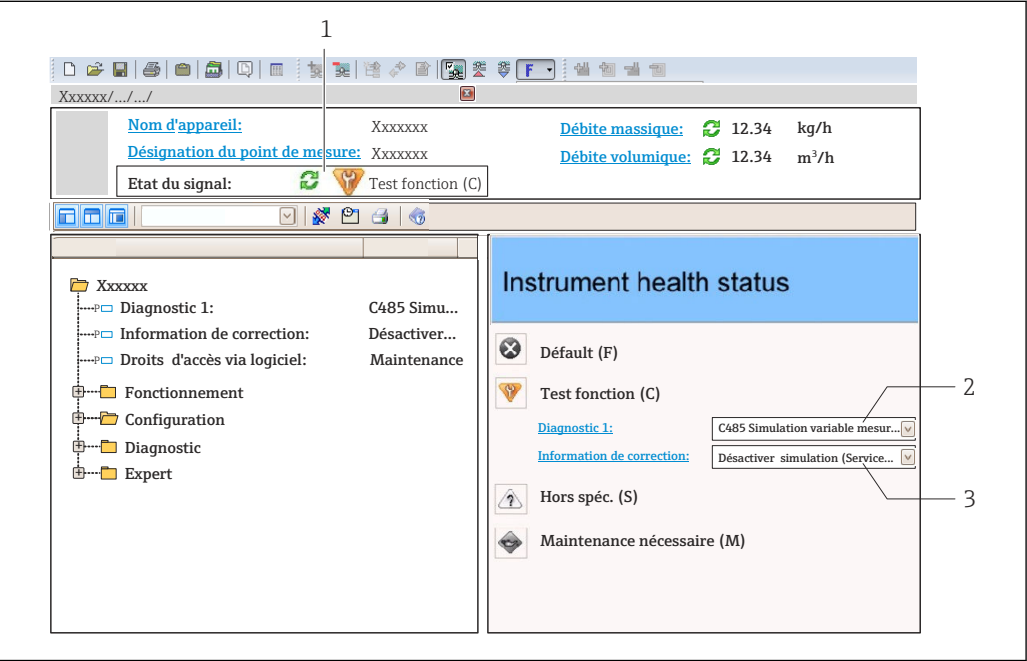 1
F
Xxxxxx/.../.../
Nom d'appareil: Xxxxxxx Débite massique: 12.34 kg/h
Désignation du point de mesure: Xxxxxxx Débite volumique: 12.34 m³/h
Etat du signal: Test fonction (C)
Xxxxxx
Diagnostic 1: C485 Simu...
Information de correction: Désactiver...
Droits d'accès via logiciel: Maintenance
Fonctionnement
Configuration
Diagnostic
Expert
Instrument health status
Défault (F)
Test fonction (C)
Diagnostic 1: C485 Simulation variable mesur...
2
Information de correction: Désactiver simulation (Service...
3
Hors spéc. (S)
Maintenance nécessaire (M)